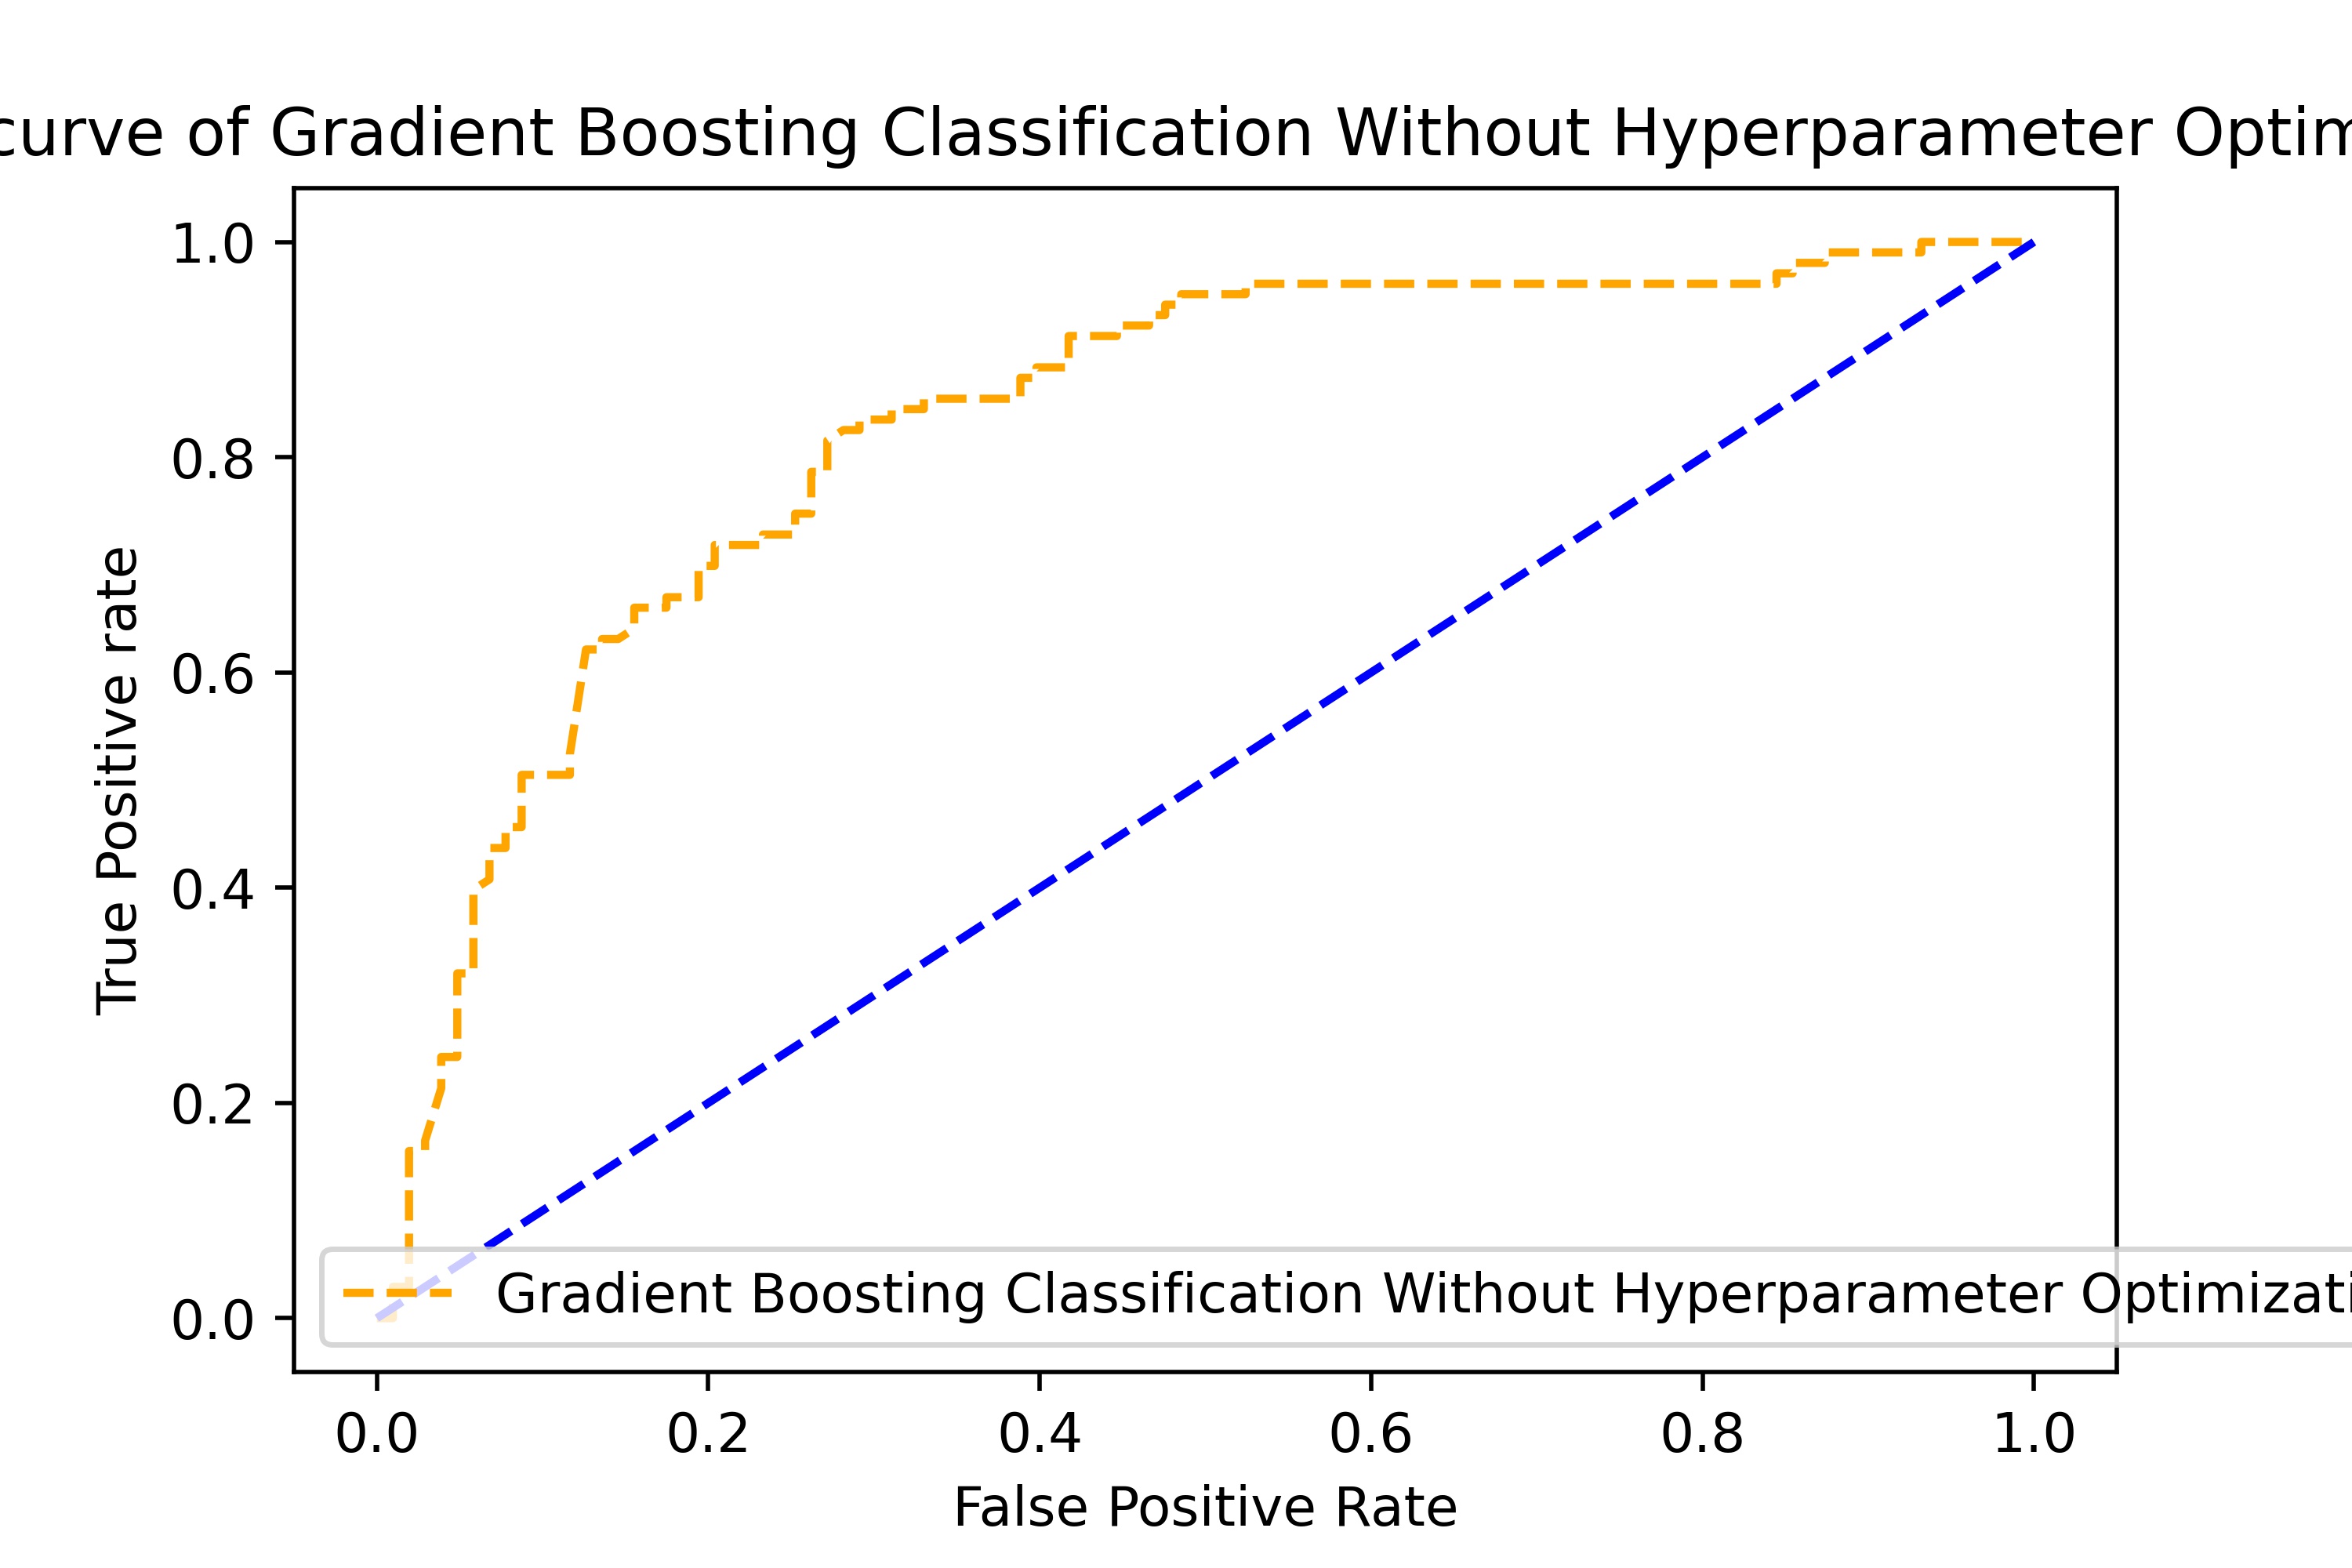 curve of Gradient Boosting Classification Without Hyperparameter Optim
1.0
0.8
0.6
0.4
0.2
0.0
True Positive rate
Gradient Boosting Classification Without Hyperparameter Optimizati
0.0 0.2 0.4 0.6 0.8 1.0
False Positive Rate